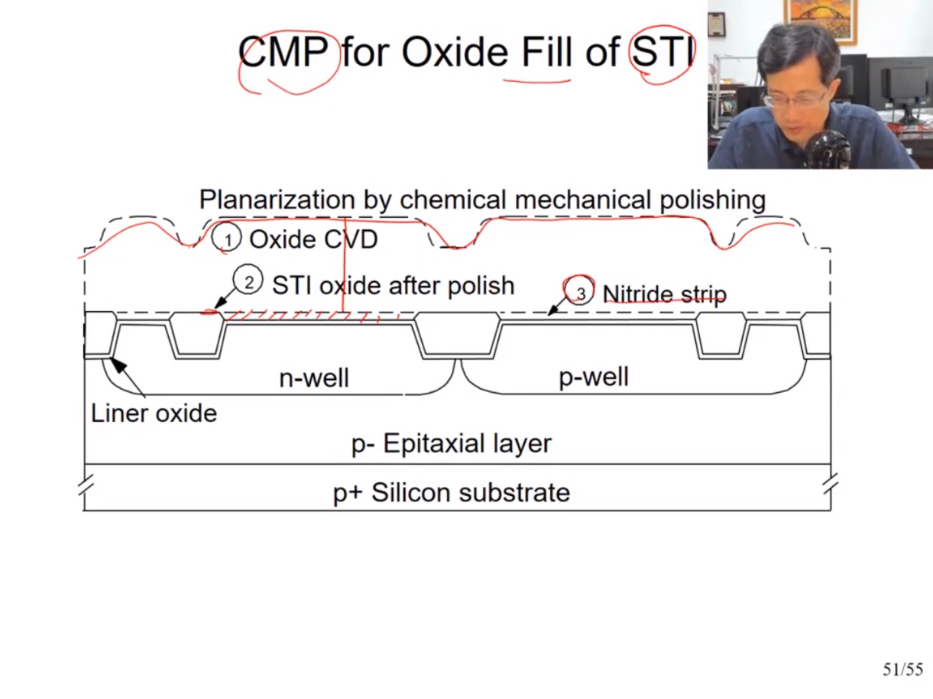 CMP for Oxide Fill of STI
Planarization by chemical mechanical polishing
1 Oxide CVD
2 STI oxide after polish
3 Nitride strip
n-well
p-well
Liner oxide
p- Epitaxial layer
p+ Silicon substrate
51/55